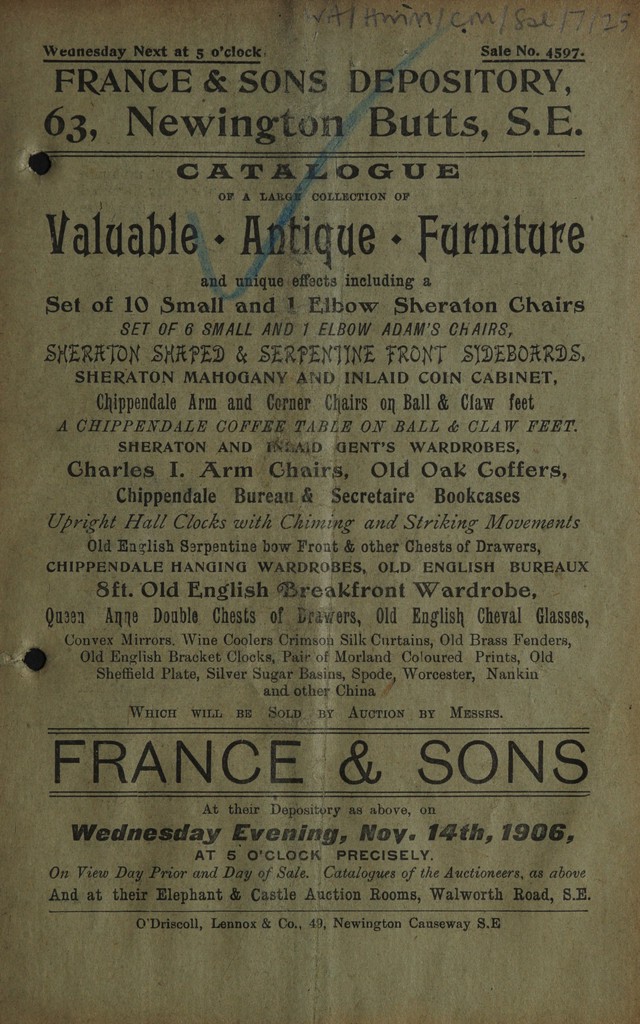 VA/HWIN/CM/Sal/7/25
Wednesday Next at 5 o'clock.
Sale No. 4597.
FRANCE & SONS DEPOSITORY,
63, Newington Butts, S.E.
CATALOGUE
OF A LARGE COLLECTION OF
Valuable · Antique · Furniture
and unique effects including a
Set of 10 Small and 1 Elbow Sheraton Chairs
SET OF 6 SMALL AND 1 ELBOW ADAM'S CHAIRS,
SHERATON SHAPED & SERPENTINE FRONT SIDEBOARDS,
SHERATON MAHOGANY AND INLAID COIN CABINET,
Chippendale Arm and Corner Chairs on Ball & Claw feet
A CHIPPENDALE COFFEE TABLE ON BALL & CLAW FEET.
SHERATON AND INLAID GENT'S WARDROBES,
Charles I. Arm Chairs, Old Oak Coffers,
Chippendale Bureau & Secretaire Bookcases
Upright Hall Clocks with Chiming and Striking Movements
Old English Serpentine bow Front & other Chests of Drawers,
CHIPPENDALE HANGING WARDROBES, OLD ENGLISH BUREAUX
8ft. Old English Breakfront Wardrobe,
Queen Anne Double Chests of Drawers, Old English Cheval Glasses,
Convex Mirrors. Wine Coolers Crimson Silk Curtains, Old Brass Fenders,
Old English Bracket Clocks, Pair of Morland Coloured Prints, Old
Sheffield Plate, Silver Sugar Basins, Spode, Worcester, Nankin
and other China
WHICH WILL BE SOLD BY AUCTION BY MESSRS.
FRANCE & SONS
At their Depository as above, on
Wednesday Evening, Nov. 14th, 1906,
AT 5 O'CLOCK PRECISELY.
On View Day Prior and Day of Sale. Catalogues of the Auctioneers, as above
And at their Elephant & Castle Auction Rooms, Walworth Road, S.E.
O'Driscoll, Lennox & Co., 49, Newington Causeway S.E